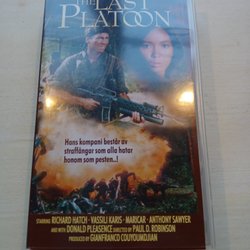 THE LAST
PLATOON
Hans kompani består av
straffångar som alla hatar
honom som pesten..!
STARRING RICHARD HATCH · VASSILI KARIS · MARICAR · ANTHONY SAWYER
AND WITH DONALD PLEASENCE DIRECTED BY PAUL D. ROBINSON
PRODUCED BY GIANFRANCO COUYOUMDJIAN